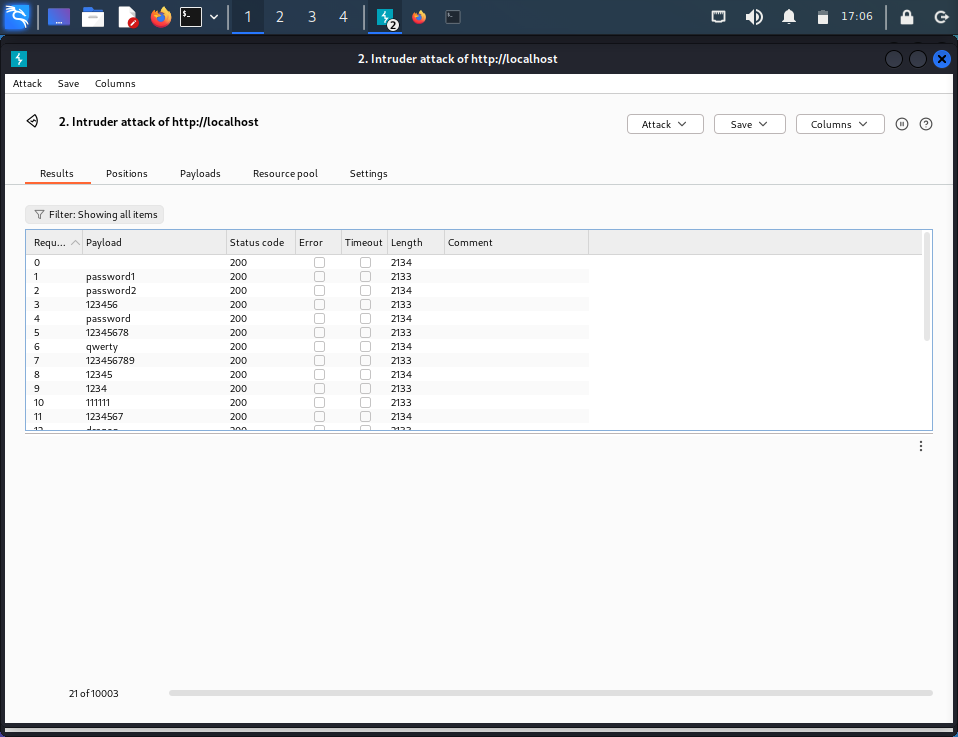 1 2 3 4 2 17:06
2. Intruder attack of http://localhost
Attack Save Columns
2. Intruder attack of http://localhost Attack Save Columns
Results Positions Payloads Resource pool Settings
Filter: Showing all items
Requ... Payload Status code Error Timeout Length Comment
0 200 2134
1 password1 200 2133
2 password2 200 2134
3 123456 200 2133
4 password 200 2134
5 12345678 200 2133
6 qwerty 200 2134
7 123456789 200 2133
8 12345 200 2134
9 1234 200 2133
10 111111 200 2133
11 1234567 200 2134
12 dragon 200 2133
21 of 10003